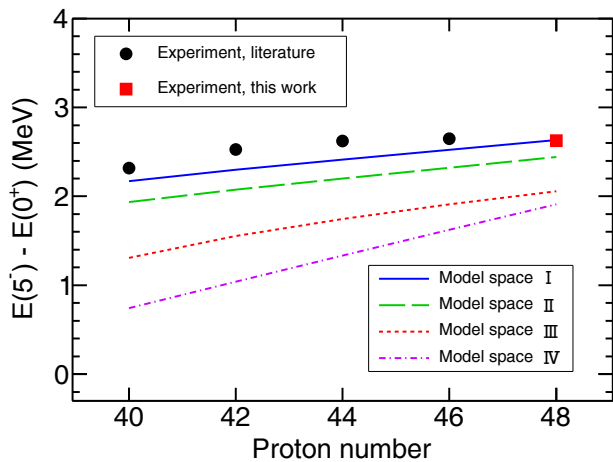 4
3
2
1
0
E(5⁻) - E(0⁺) (MeV)
Experiment, literature
Experiment, this work
Model space Ⅰ
Model space Ⅱ
Model space Ⅲ
Model space Ⅳ
40 42 44 46 48
Proton number